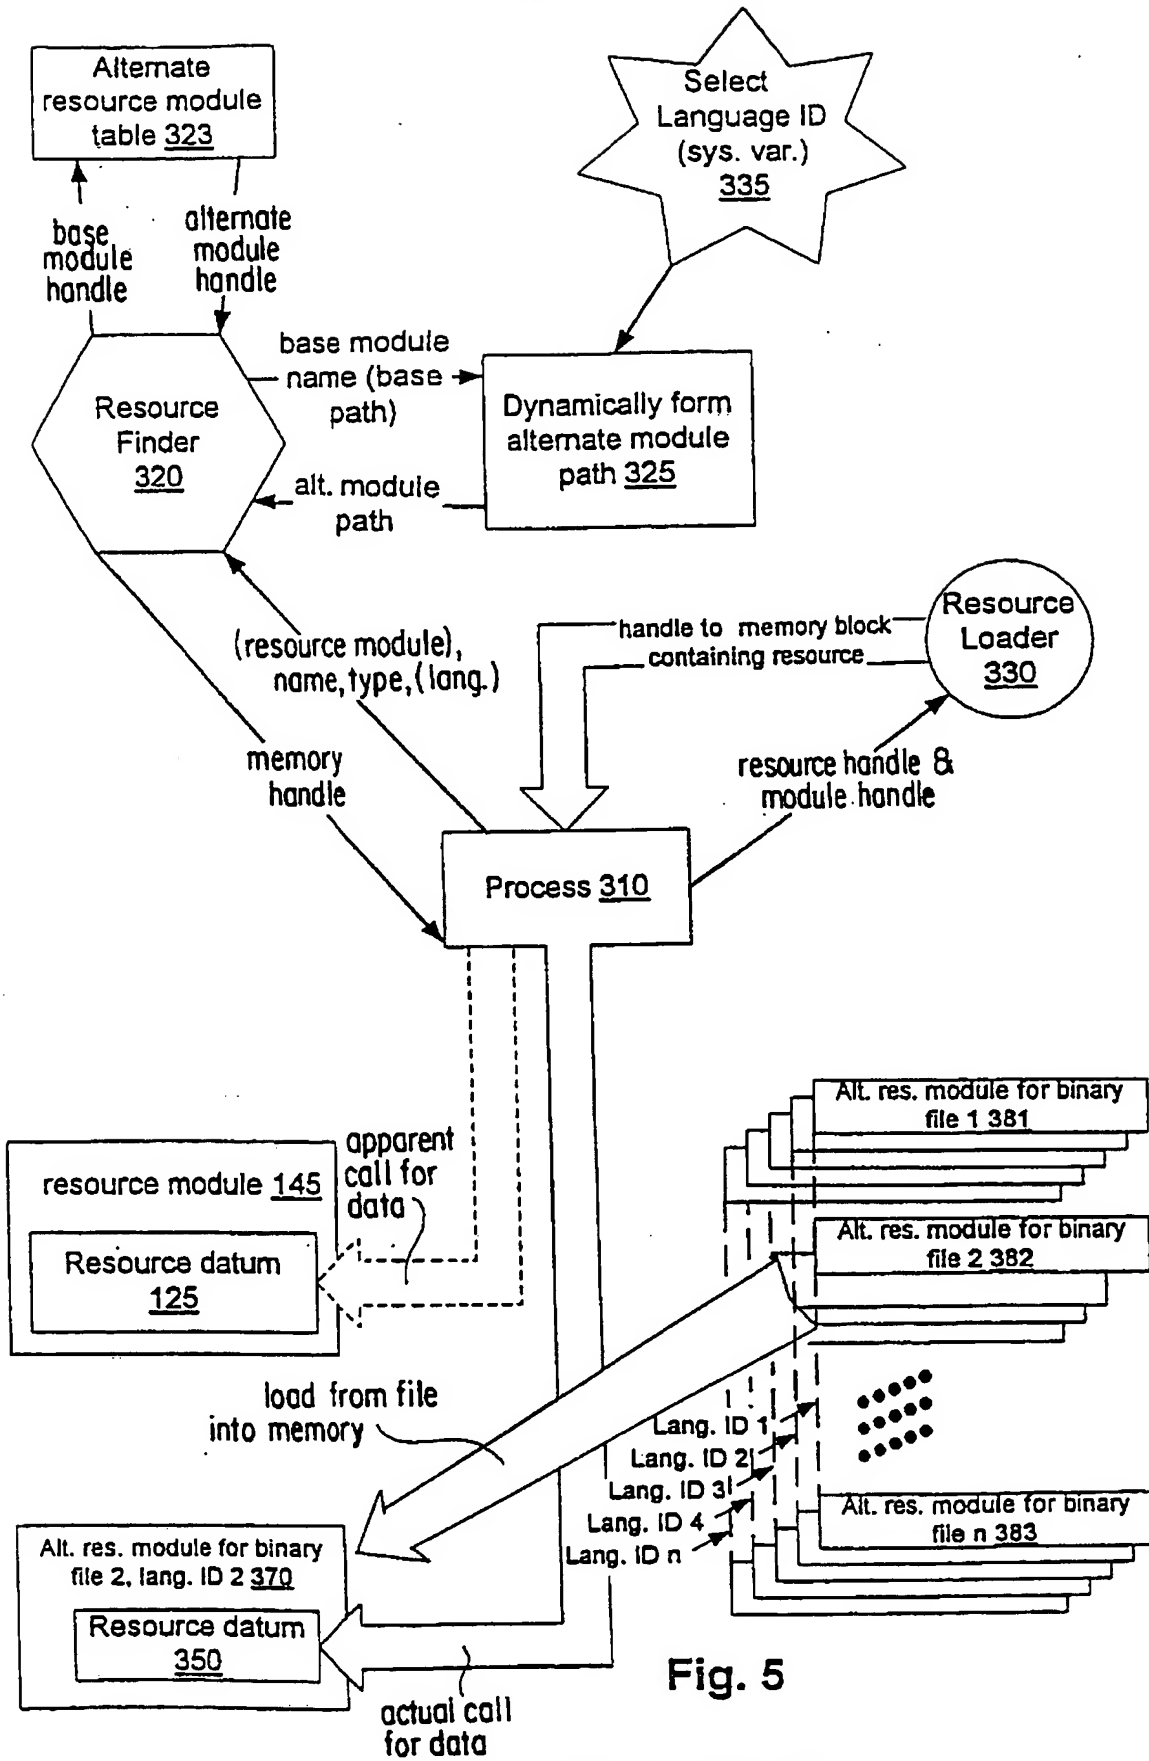 Alternate
resource module
table 323
Select
Language ID
(sys. var.)
335
base
module
handle
alternate
module
handle
base module
name (base
path)
Resource
Finder
320
Dynamically form
alternate module
path 325
alt. module
path
(resource module),
name, type, (lang.)
handle to memory block
containing resource
Resource
Loader
330
memory
handle
resource handle &
module handle
Process 310
Alt. res. module for binary
file 1 381
apparent
call for
data
resource module 145
Resource datum
125
Alt. res. module for binary
file 2 382
load from file
into memory
Lang. ID 1
Lang. ID 2
Lang. ID 3
Lang. ID 4
Lang. ID n
Alt. res. module for binary
file n 383
Alt. res. module for binary
file 2, lang. ID 2 370
Resource datum
350
actual call
for data
Fig. 5